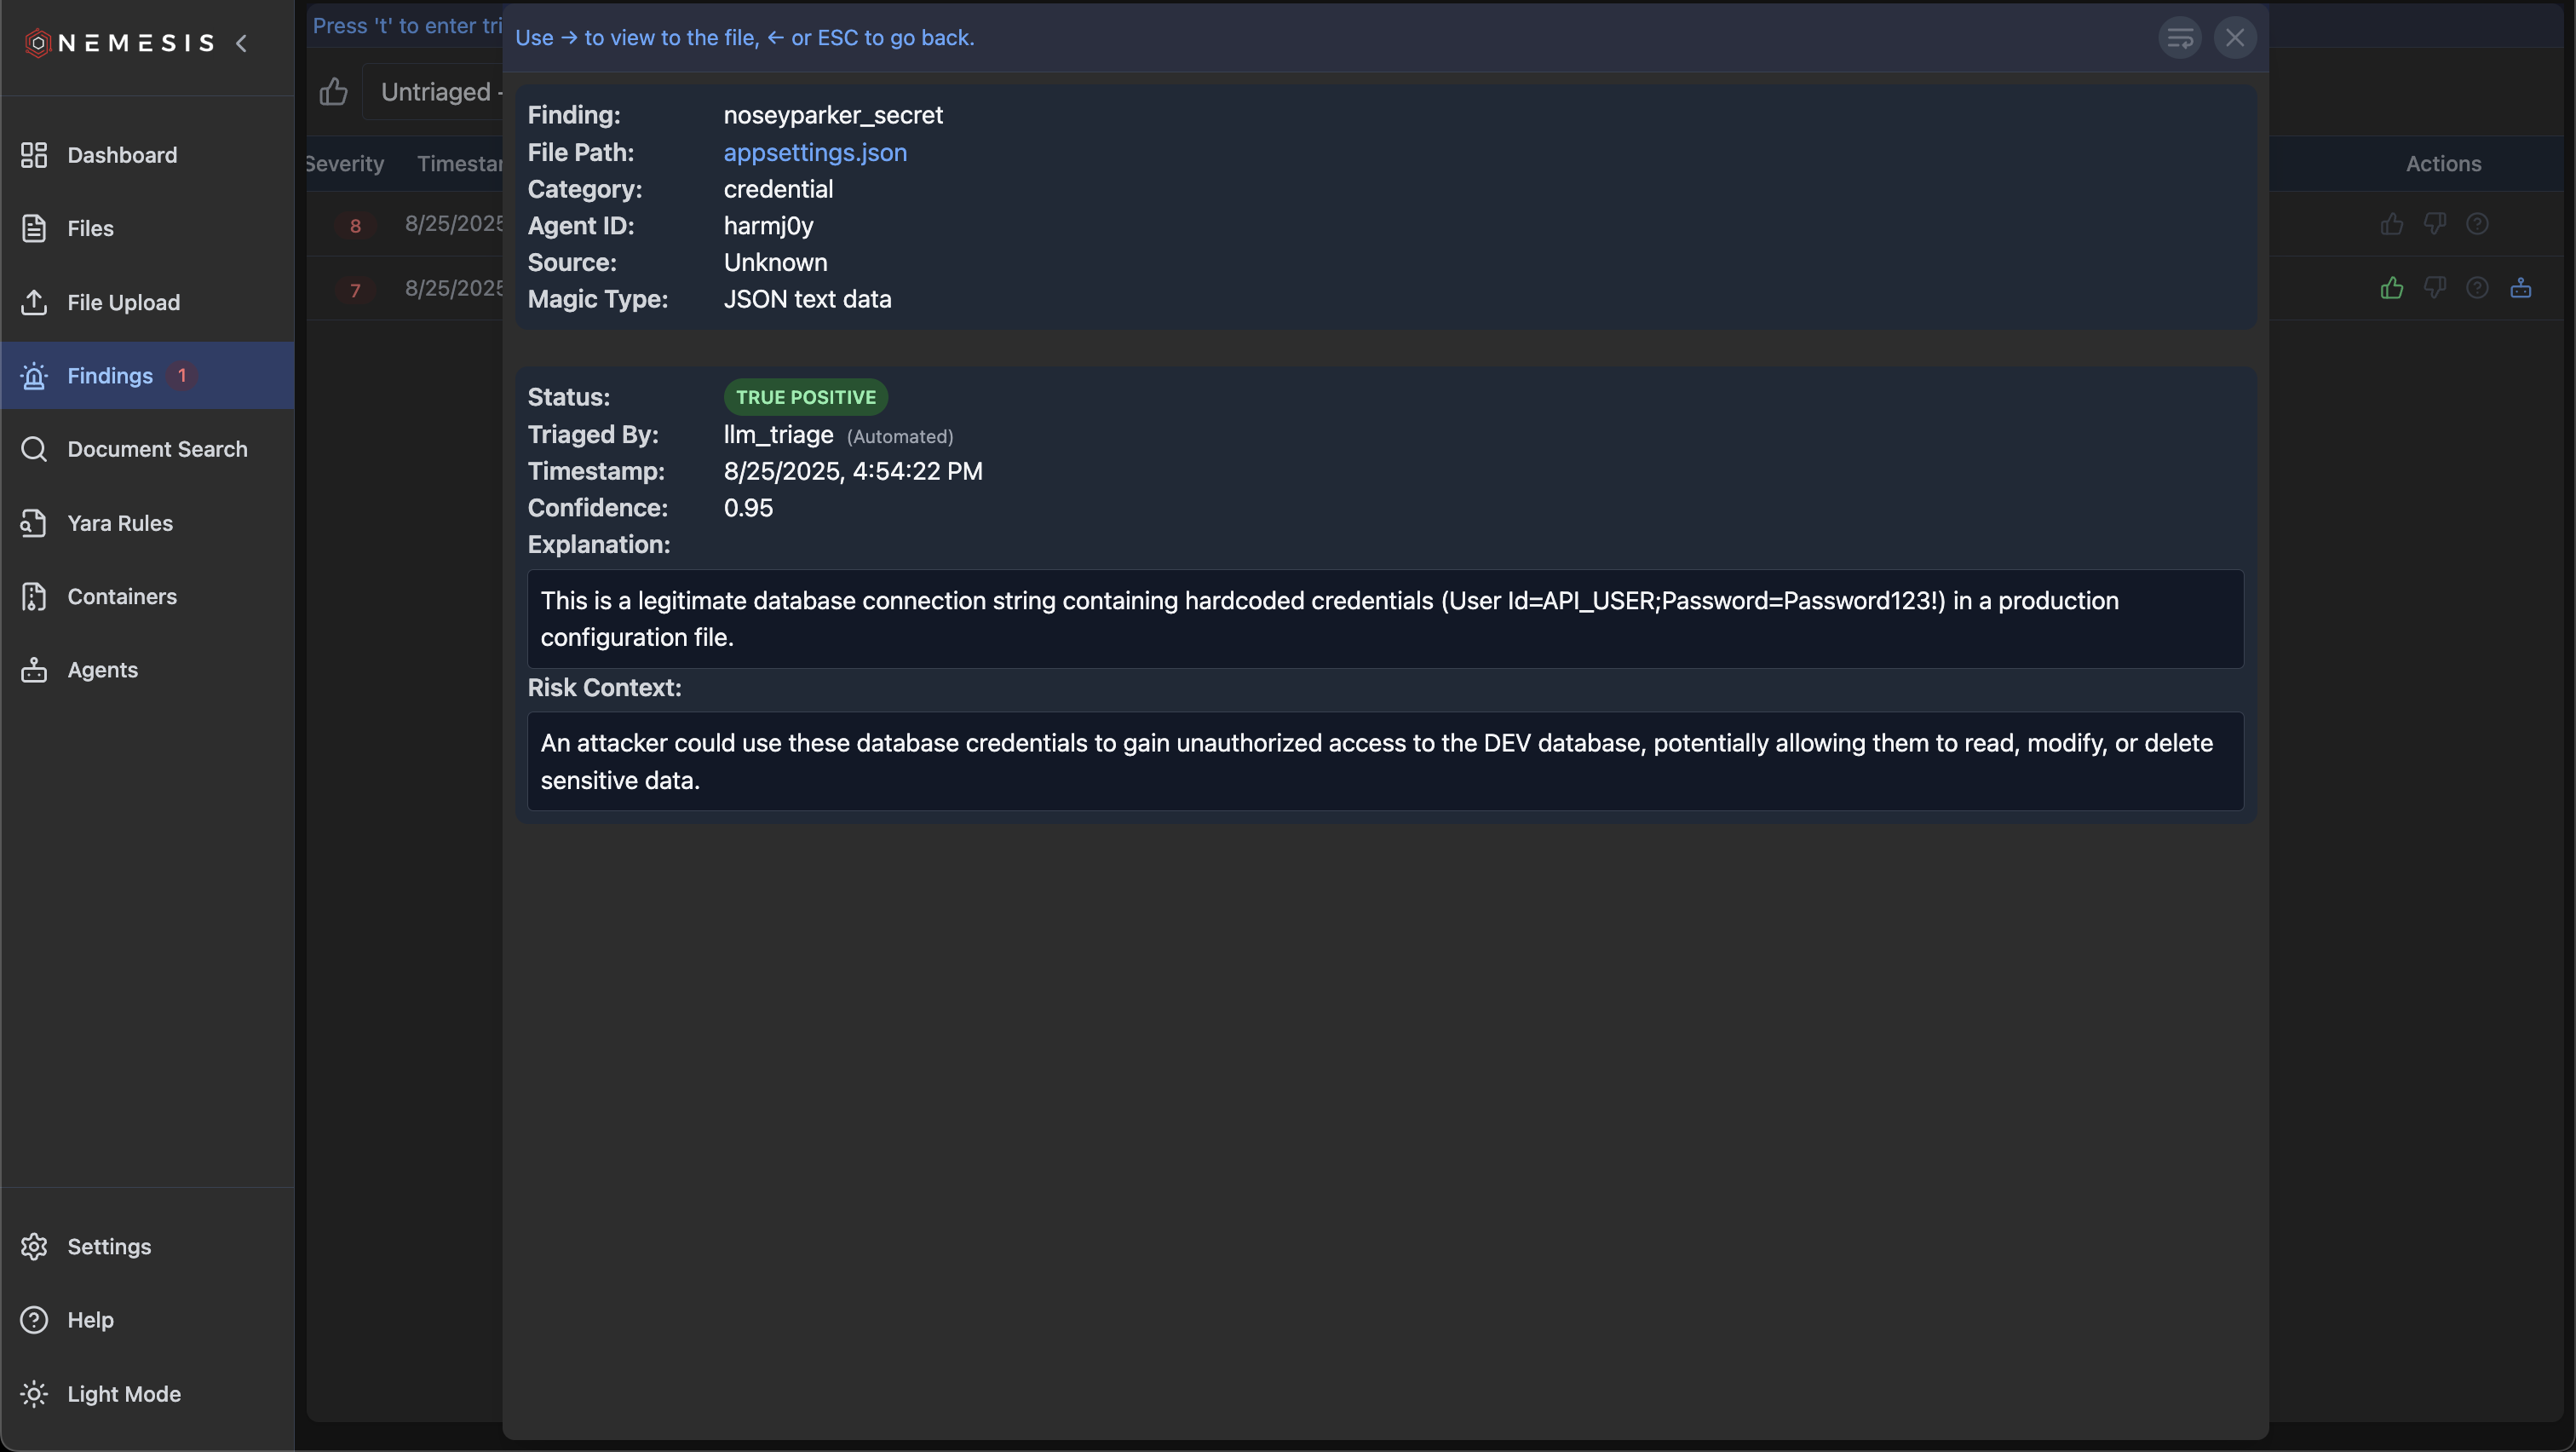 NEMESIS
Dashboard
Files
File Upload
Findings 1
Document Search
Yara Rules
Containers
Agents
Settings
Help
Light Mode
Press 't' to enter
Untriaged
Severity
8 8/25/2025
7 8/25/2025
Actions
Use → to view to the file, ← or ESC to go back.
Finding: noseyparker_secret
File Path: appsettings.json
Category: credential
Agent ID: harmj0y
Source: Unknown
Magic Type: JSON text data
Status: TRUE POSITIVE
Triaged By: llm_triage (Automated)
Timestamp: 8/25/2025, 4:54:22 PM
Confidence: 0.95
Explanation:
This is a legitimate database connection string containing hardcoded credentials (User Id=API_USER;Password=Password123!) in a production
configuration file.
Risk Context:
An attacker could use these database credentials to gain unauthorized access to the DEV database, potentially allowing them to read, modify, or delete
sensitive data.